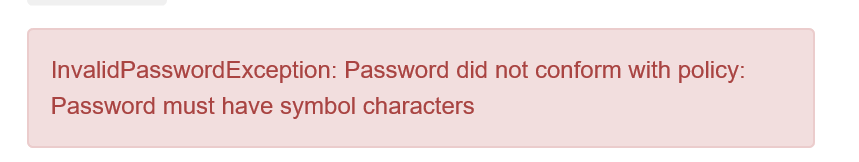 InvalidPasswordException: Password did not conform with policy:
Password must have symbol characters